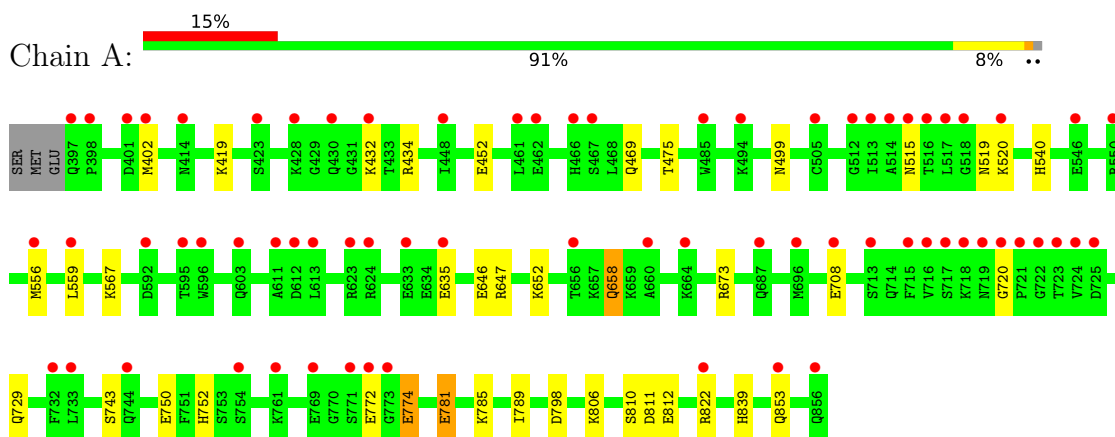 15%
Chain A:
91% 8% ••
SER MET GLU Q397 P398 D401 M402 N414 K419 S423 K428 G429 Q430 G431 K432 T433 R434 I448 E452 L461 E462 H466 S467 L468 Q469 T475 W485 K494 N499 C505 G512 I513 A514 N515 T516 L517 G518 N519 K520 H540 E546 R550
M556 L559 K567 D592 T595 W596 Q603 A611 D612 L613 R623 R624 E633 E634 E635 E646 R647 K652 T656 K657 Q658 K659 A660 K664 R673 Q687 M696 E708 S713 Q714 F715 V716 S717 K718 N719 G720 P721 G722 T723 V724 D725
Q729 F732 L733 S743 Q744 E750 F751 H752 S753 S754 K761 E769 G770 S771 E772 G773 E774 E781 K785 I789 D798 K806 S810 D811 E812 R822 H839 Q853 Q856